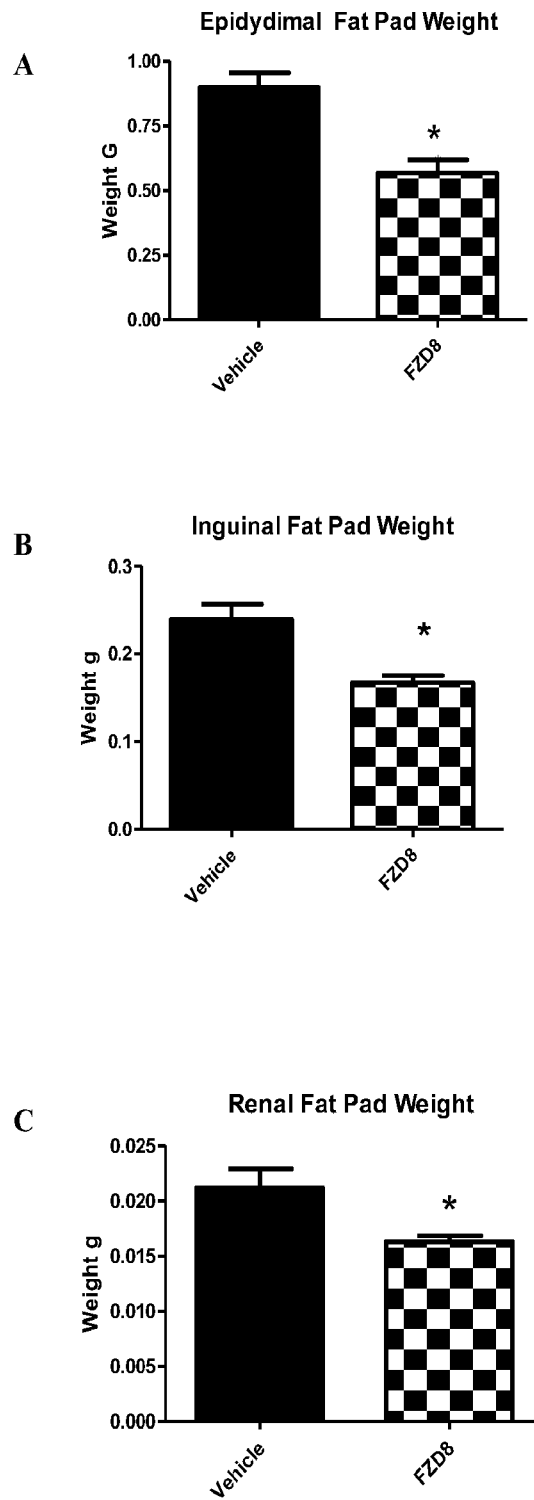 Epidydimal Fat Pad Weight
A
1.00
0.75
0.50
0.25
0.00
Weight G
*
Vehicle
FZD8
Inguinal Fat Pad Weight
B
0.3
0.2
0.1
0.0
Weight g
*
Vehicle
FZD8
Renal Fat Pad Weight
C
0.025
0.020
0.015
0.010
0.005
0.000
Weight g
*
Vehicle
FZD8